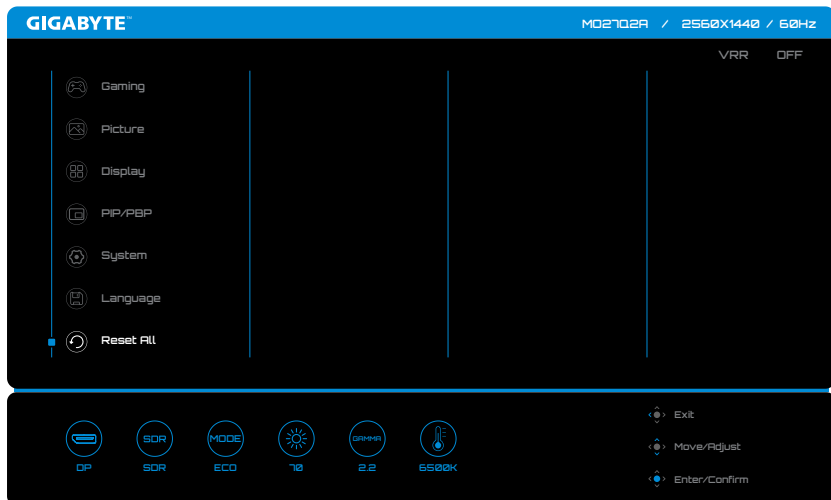 GIGABYTE™
MO27Q2A / 2560X1440 / 60Hz
VRR OFF
Gaming
Picture
Display
PIP/PBP
System
Language
Reset All
SDR
MODE
GAMMA
DP
SDR
ECO
70
2.2
6500K
Exit
Move/Adjust
Enter/Confirm